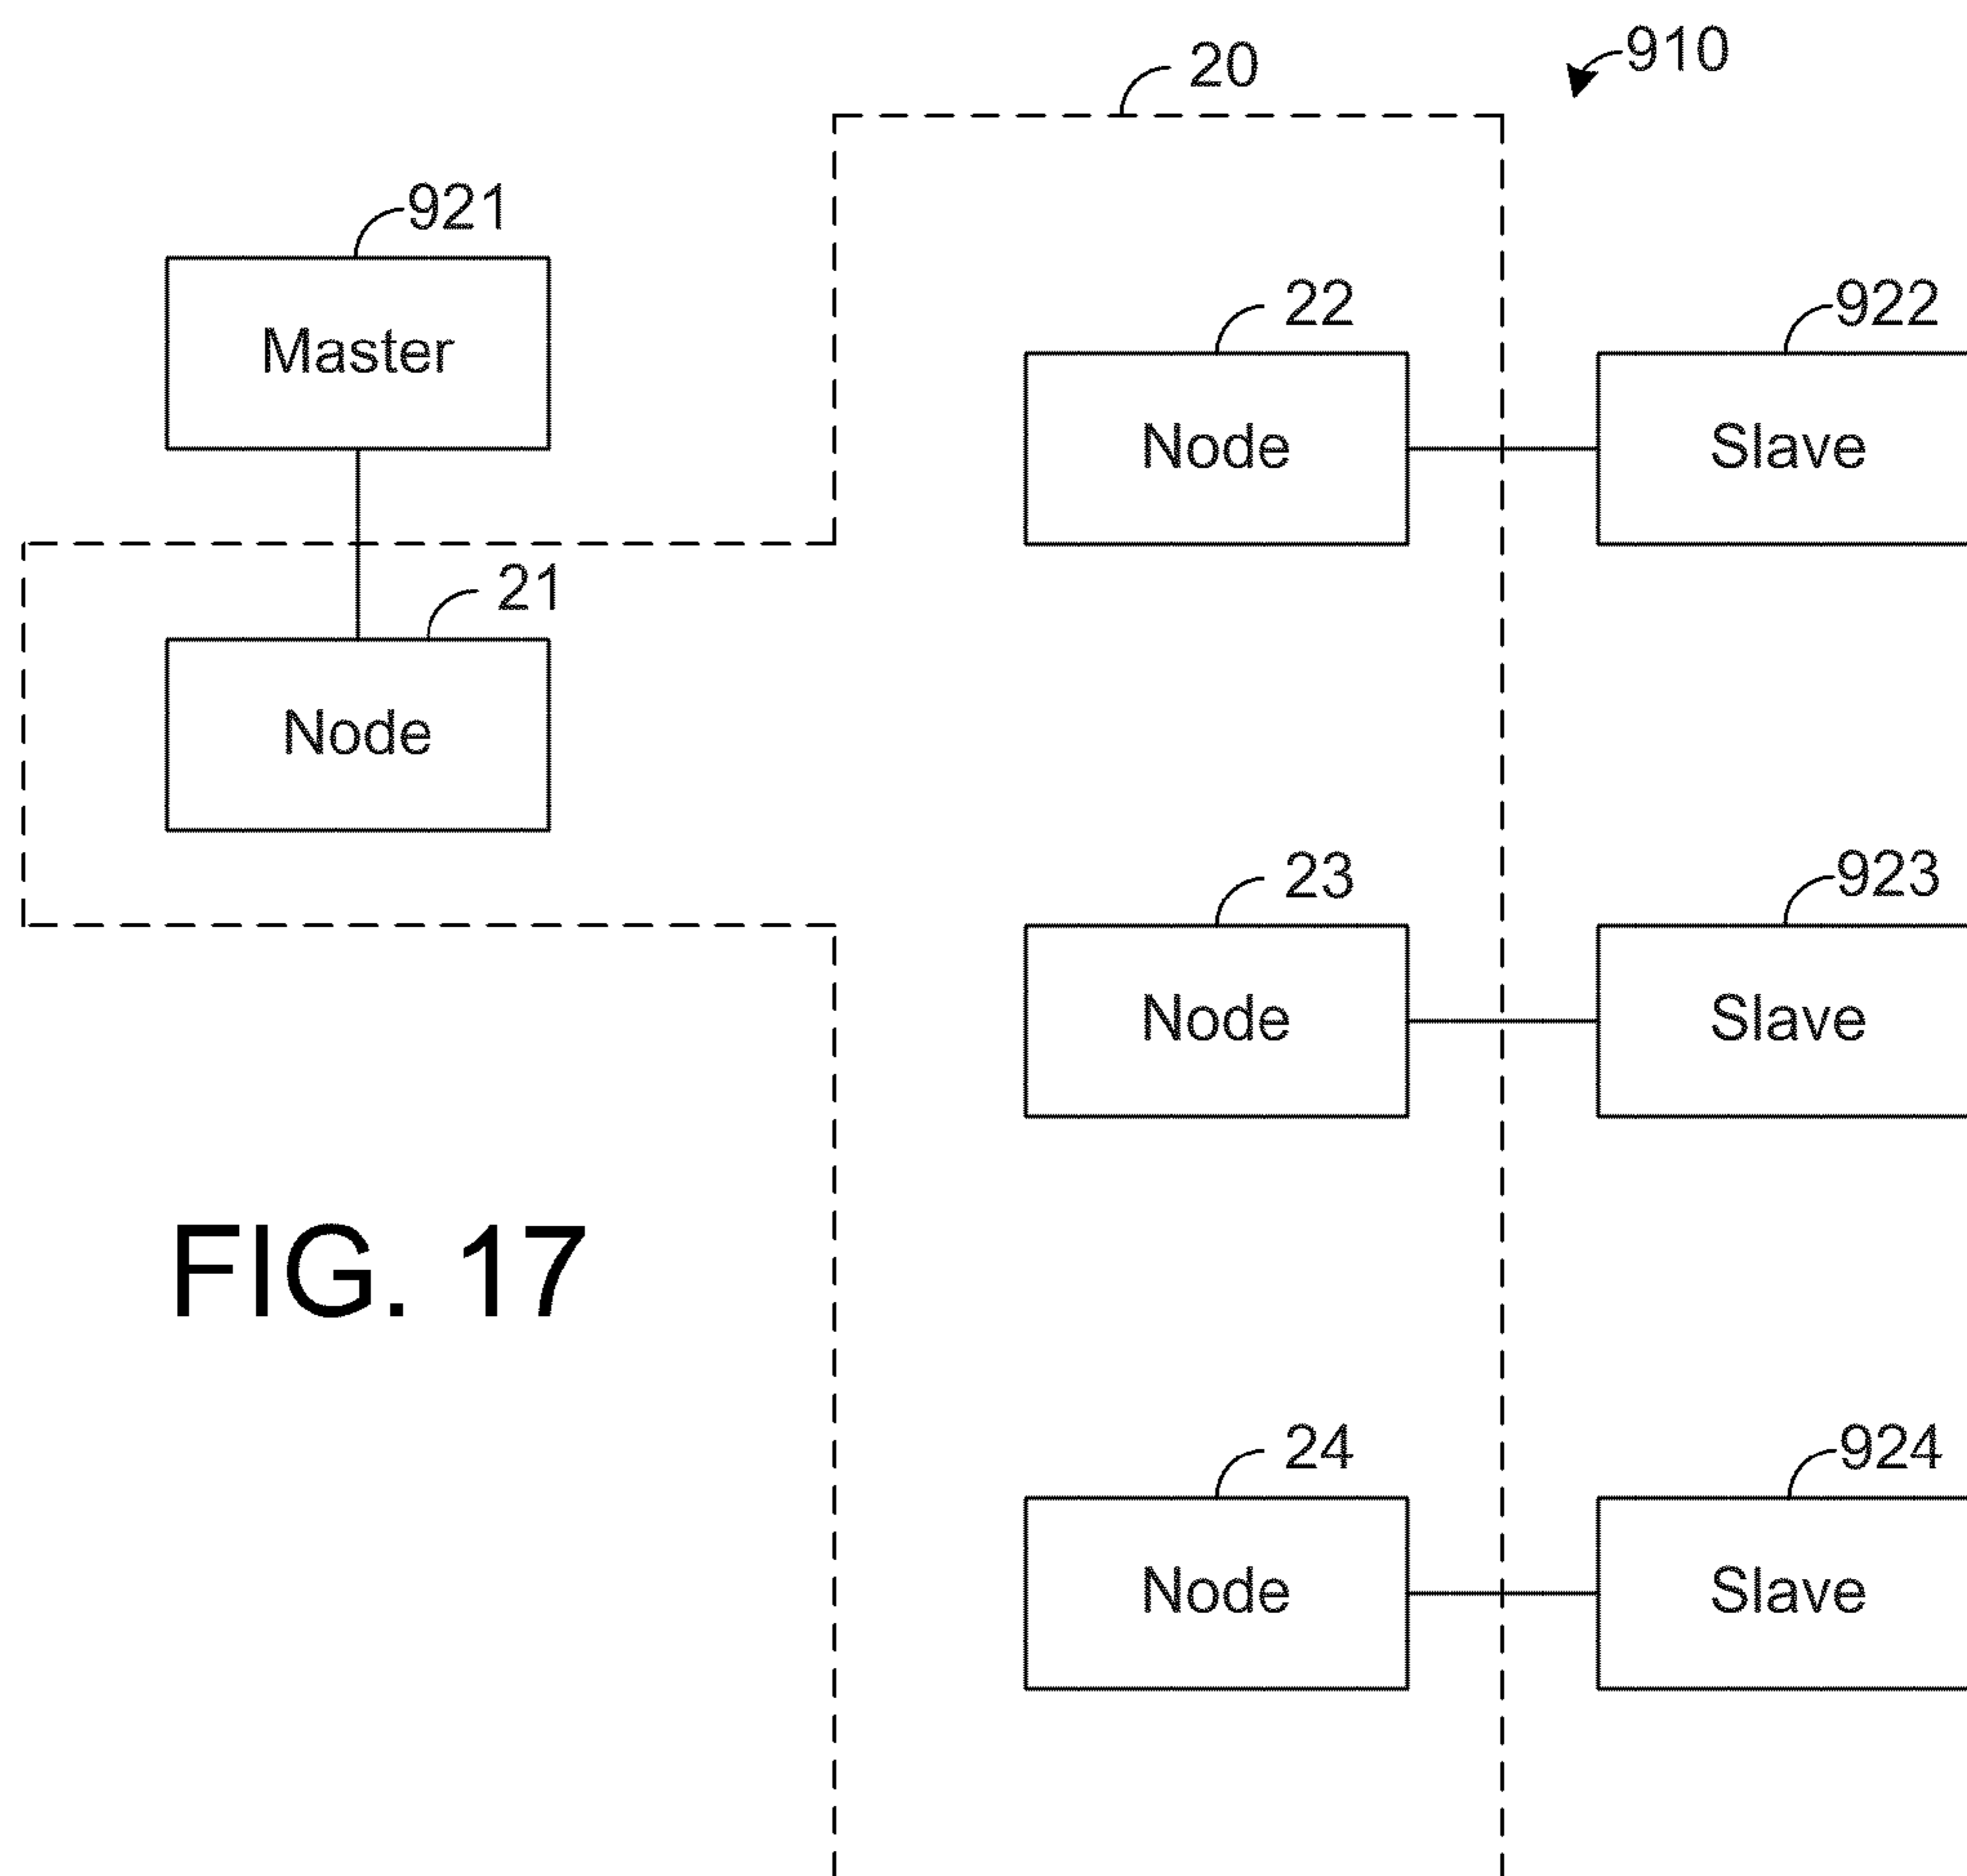 910
20
921
Master
22
922
Node
Slave
21
Node
23
923
Node
Slave
FIG. 17
24
924
Node
Slave